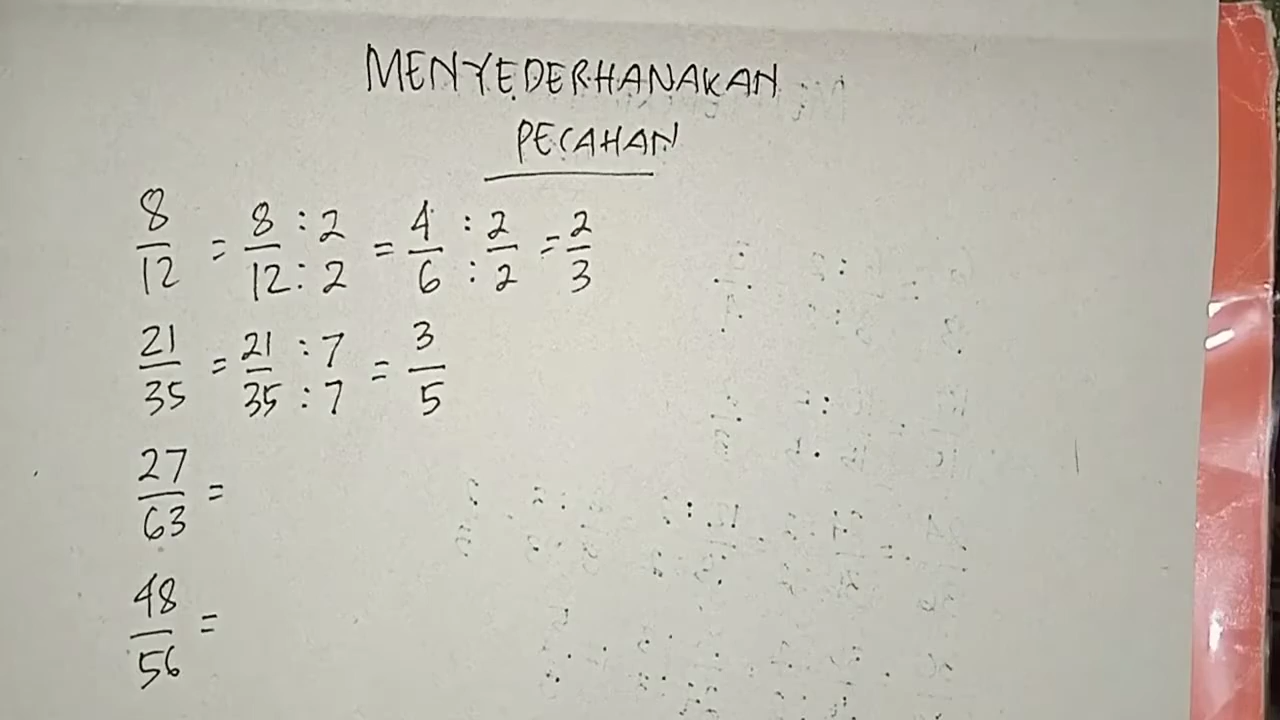 MENYEDERHANAKAN
PECAHAN
8/12 = 8 : 2/12 : 2 = 4 : 2/6 : 2 = 2/3
21/35 = 21 : 7/35 : 7 = 3/5
27/63 =
48/56 =